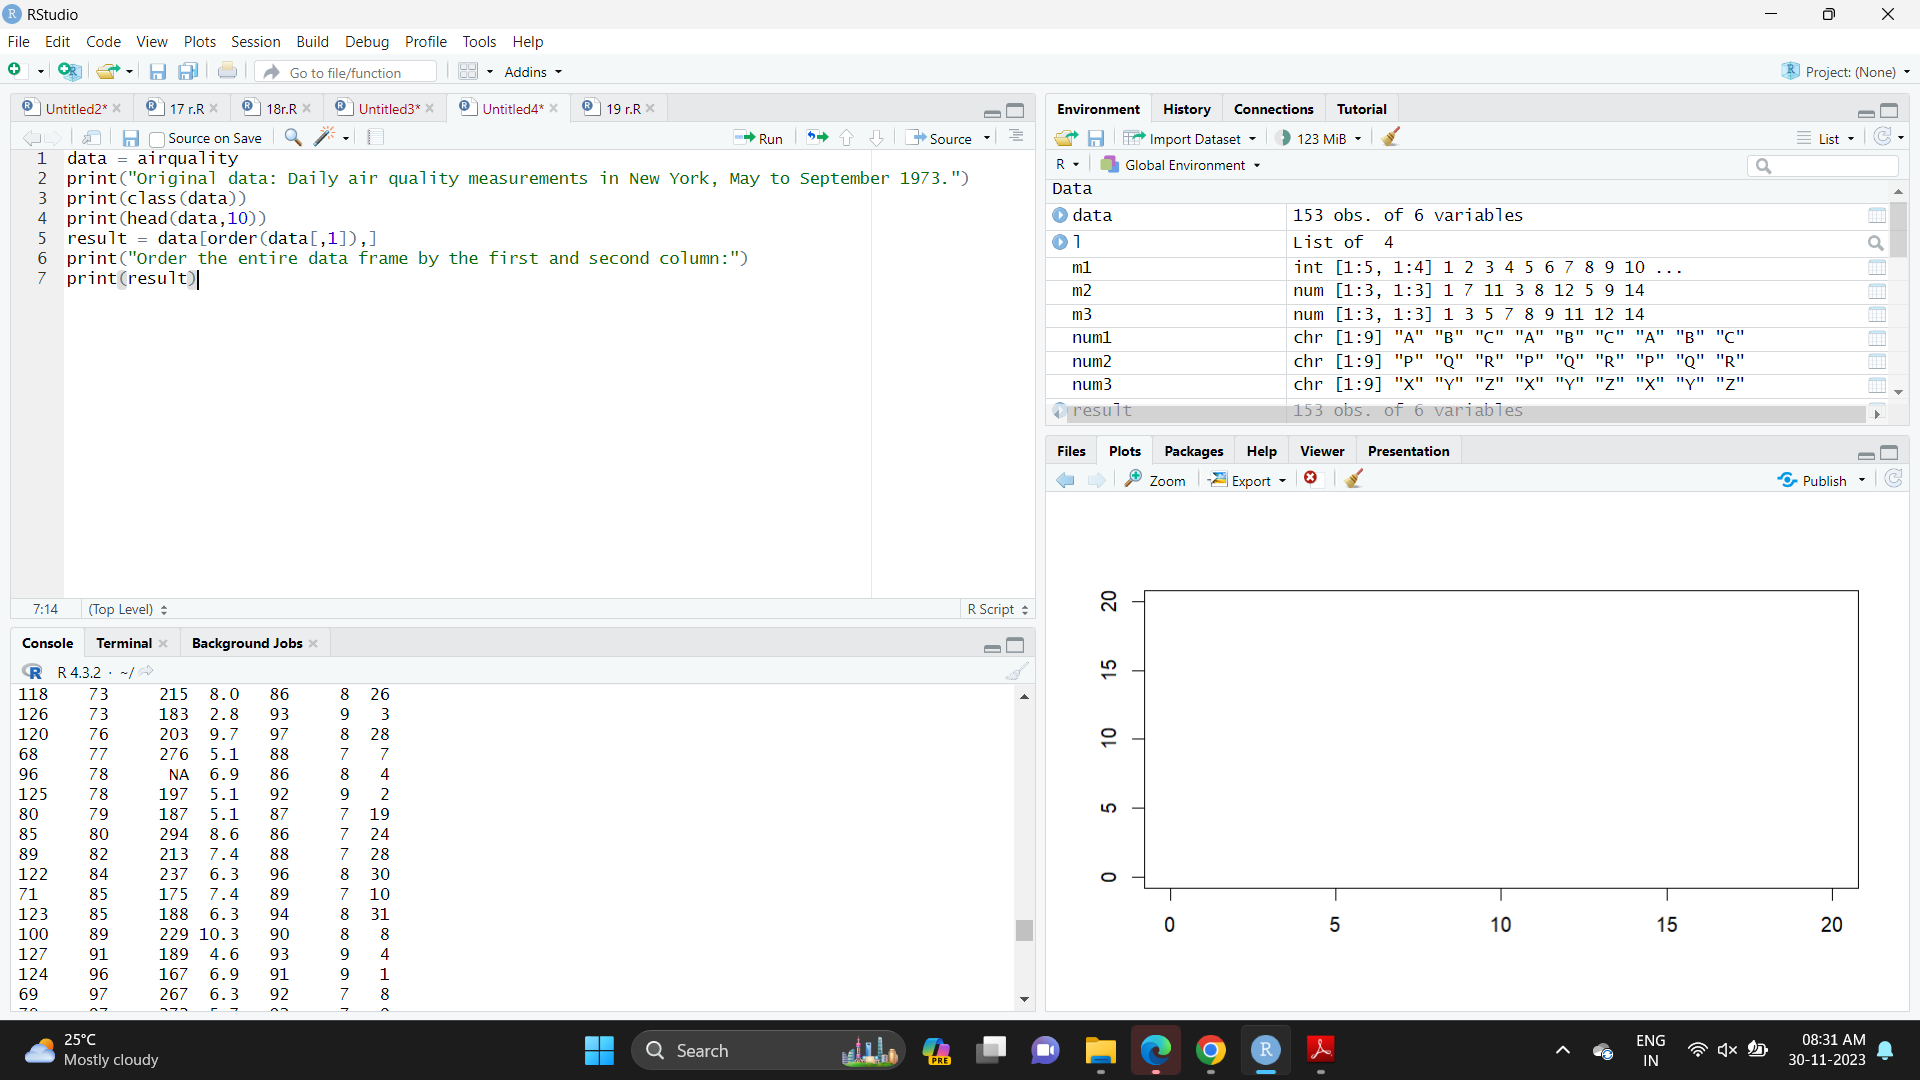 RStudio
File Edit Code View Plots Session Build Debug Profile Tools Help
Go to file/function Addins Project: (None)
Untitled2* 17 r.R 18r.R Untitled3* Untitled4* 19 r.R
Source on Save Run Source
1 data = airquality
2 print("Original data: Daily air quality measurements in New York, May to September 1973.")
3 print(class(data))
4 print(head(data,10))
5 result = data[order(data[,1]),]
6 print("Order the entire data frame by the first and second column:")
7 print(result)
7:14 (Top Level) R Script
Console Terminal Background Jobs
R 4.3.2 · ~/
118 73 215 8.0 86 8 26
126 73 183 2.8 93 9 3
120 76 203 9.7 97 8 28
68 77 276 5.1 88 7 7
96 78 NA 6.9 86 8 4
125 78 197 5.1 92 9 2
80 79 187 5.1 87 7 19
85 80 294 8.6 86 7 24
89 82 213 7.4 88 7 28
122 84 237 6.3 96 8 30
71 85 175 7.4 89 7 10
123 85 188 6.3 94 8 31
100 89 229 10.3 90 8 8
127 91 189 4.6 93 9 4
124 96 167 6.9 91 9 1
69 97 267 6.3 92 7 8
Environment History Connections Tutorial
Import Dataset 123 MiB List
R Global Environment
Data
data 153 obs. of 6 variables
l List of 4
m1 int [1:5, 1:4] 1 2 3 4 5 6 7 8 9 10 ...
m2 num [1:3, 1:3] 1 7 11 3 8 12 5 9 14
m3 num [1:3, 1:3] 1 3 5 7 8 9 11 12 14
num1 chr [1:9] "A" "B" "C" "A" "B" "C" "A" "B" "C"
num2 chr [1:9] "P" "Q" "R" "P" "Q" "R" "P" "Q" "R"
num3 chr [1:9] "X" "Y" "Z" "X" "Y" "Z" "X" "Y" "Z"
result 153 obs. of 6 variables
Files Plots Packages Help Viewer Presentation
Zoom Export Publish
20
15
10
5
0
0 5 10 15 20
25°C
Mostly cloudy
Search
PRE
ENG
IN
08:31 AM
30-11-2023